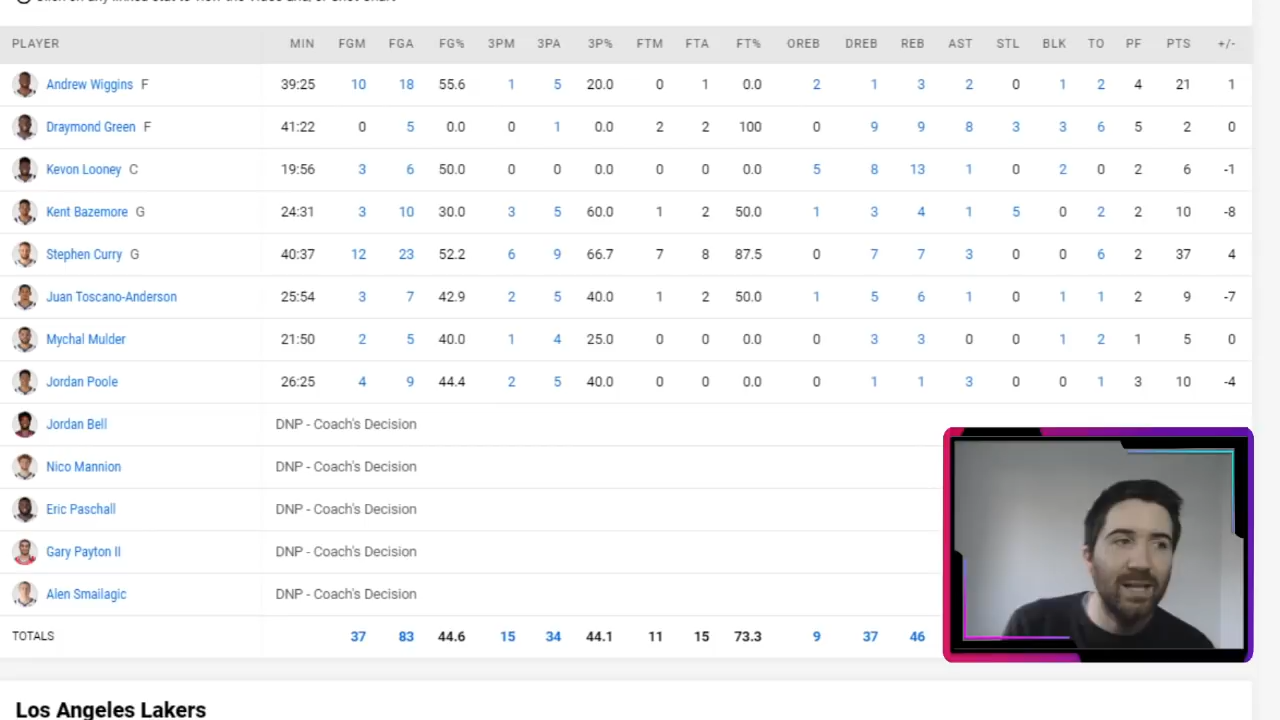 PLAYER MIN FGM FGA FG% 3PM 3PA 3P% FTM FTA FT% OREB DREB REB AST STL BLK TO PF PTS +/-
Andrew Wiggins F 39:25 10 18 55.6 1 5 20.0 0 1 0.0 2 1 3 2 0 1 2 4 21 1
Draymond Green F 41:22 0 5 0.0 0 1 0.0 2 2 100 0 9 9 8 3 3 6 5 2 0
Kevon Looney C 19:56 3 6 50.0 0 0 0.0 0 0 0.0 5 8 13 1 0 2 0 2 6 -1
Kent Bazemore G 24:31 3 10 30.0 3 5 60.0 1 2 50.0 1 3 4 1 5 0 2 2 10 -8
Stephen Curry G 40:37 12 23 52.2 6 9 66.7 7 8 87.5 0 7 7 3 0 0 6 2 37 4
Juan Toscano-Anderson 25:54 3 7 42.9 2 5 40.0 1 2 50.0 1 5 6 1 0 1 1 2 9 -7
Mychal Mulder 21:50 2 5 40.0 1 4 25.0 0 0 0.0 0 3 3 0 0 1 2 1 5 0
Jordan Poole 26:25 4 9 44.4 2 5 40.0 0 0 0.0 0 1 1 3 0 0 1 3 10 -4
Jordan Bell DNP - Coach's Decision
Nico Mannion DNP - Coach's Decision
Eric Paschall DNP - Coach's Decision
Gary Payton II DNP - Coach's Decision
Alen Smailagic DNP - Coach's Decision
TOTALS 37 83 44.6 15 34 44.1 11 15 73.3 9 37 46
Los Angeles Lakers